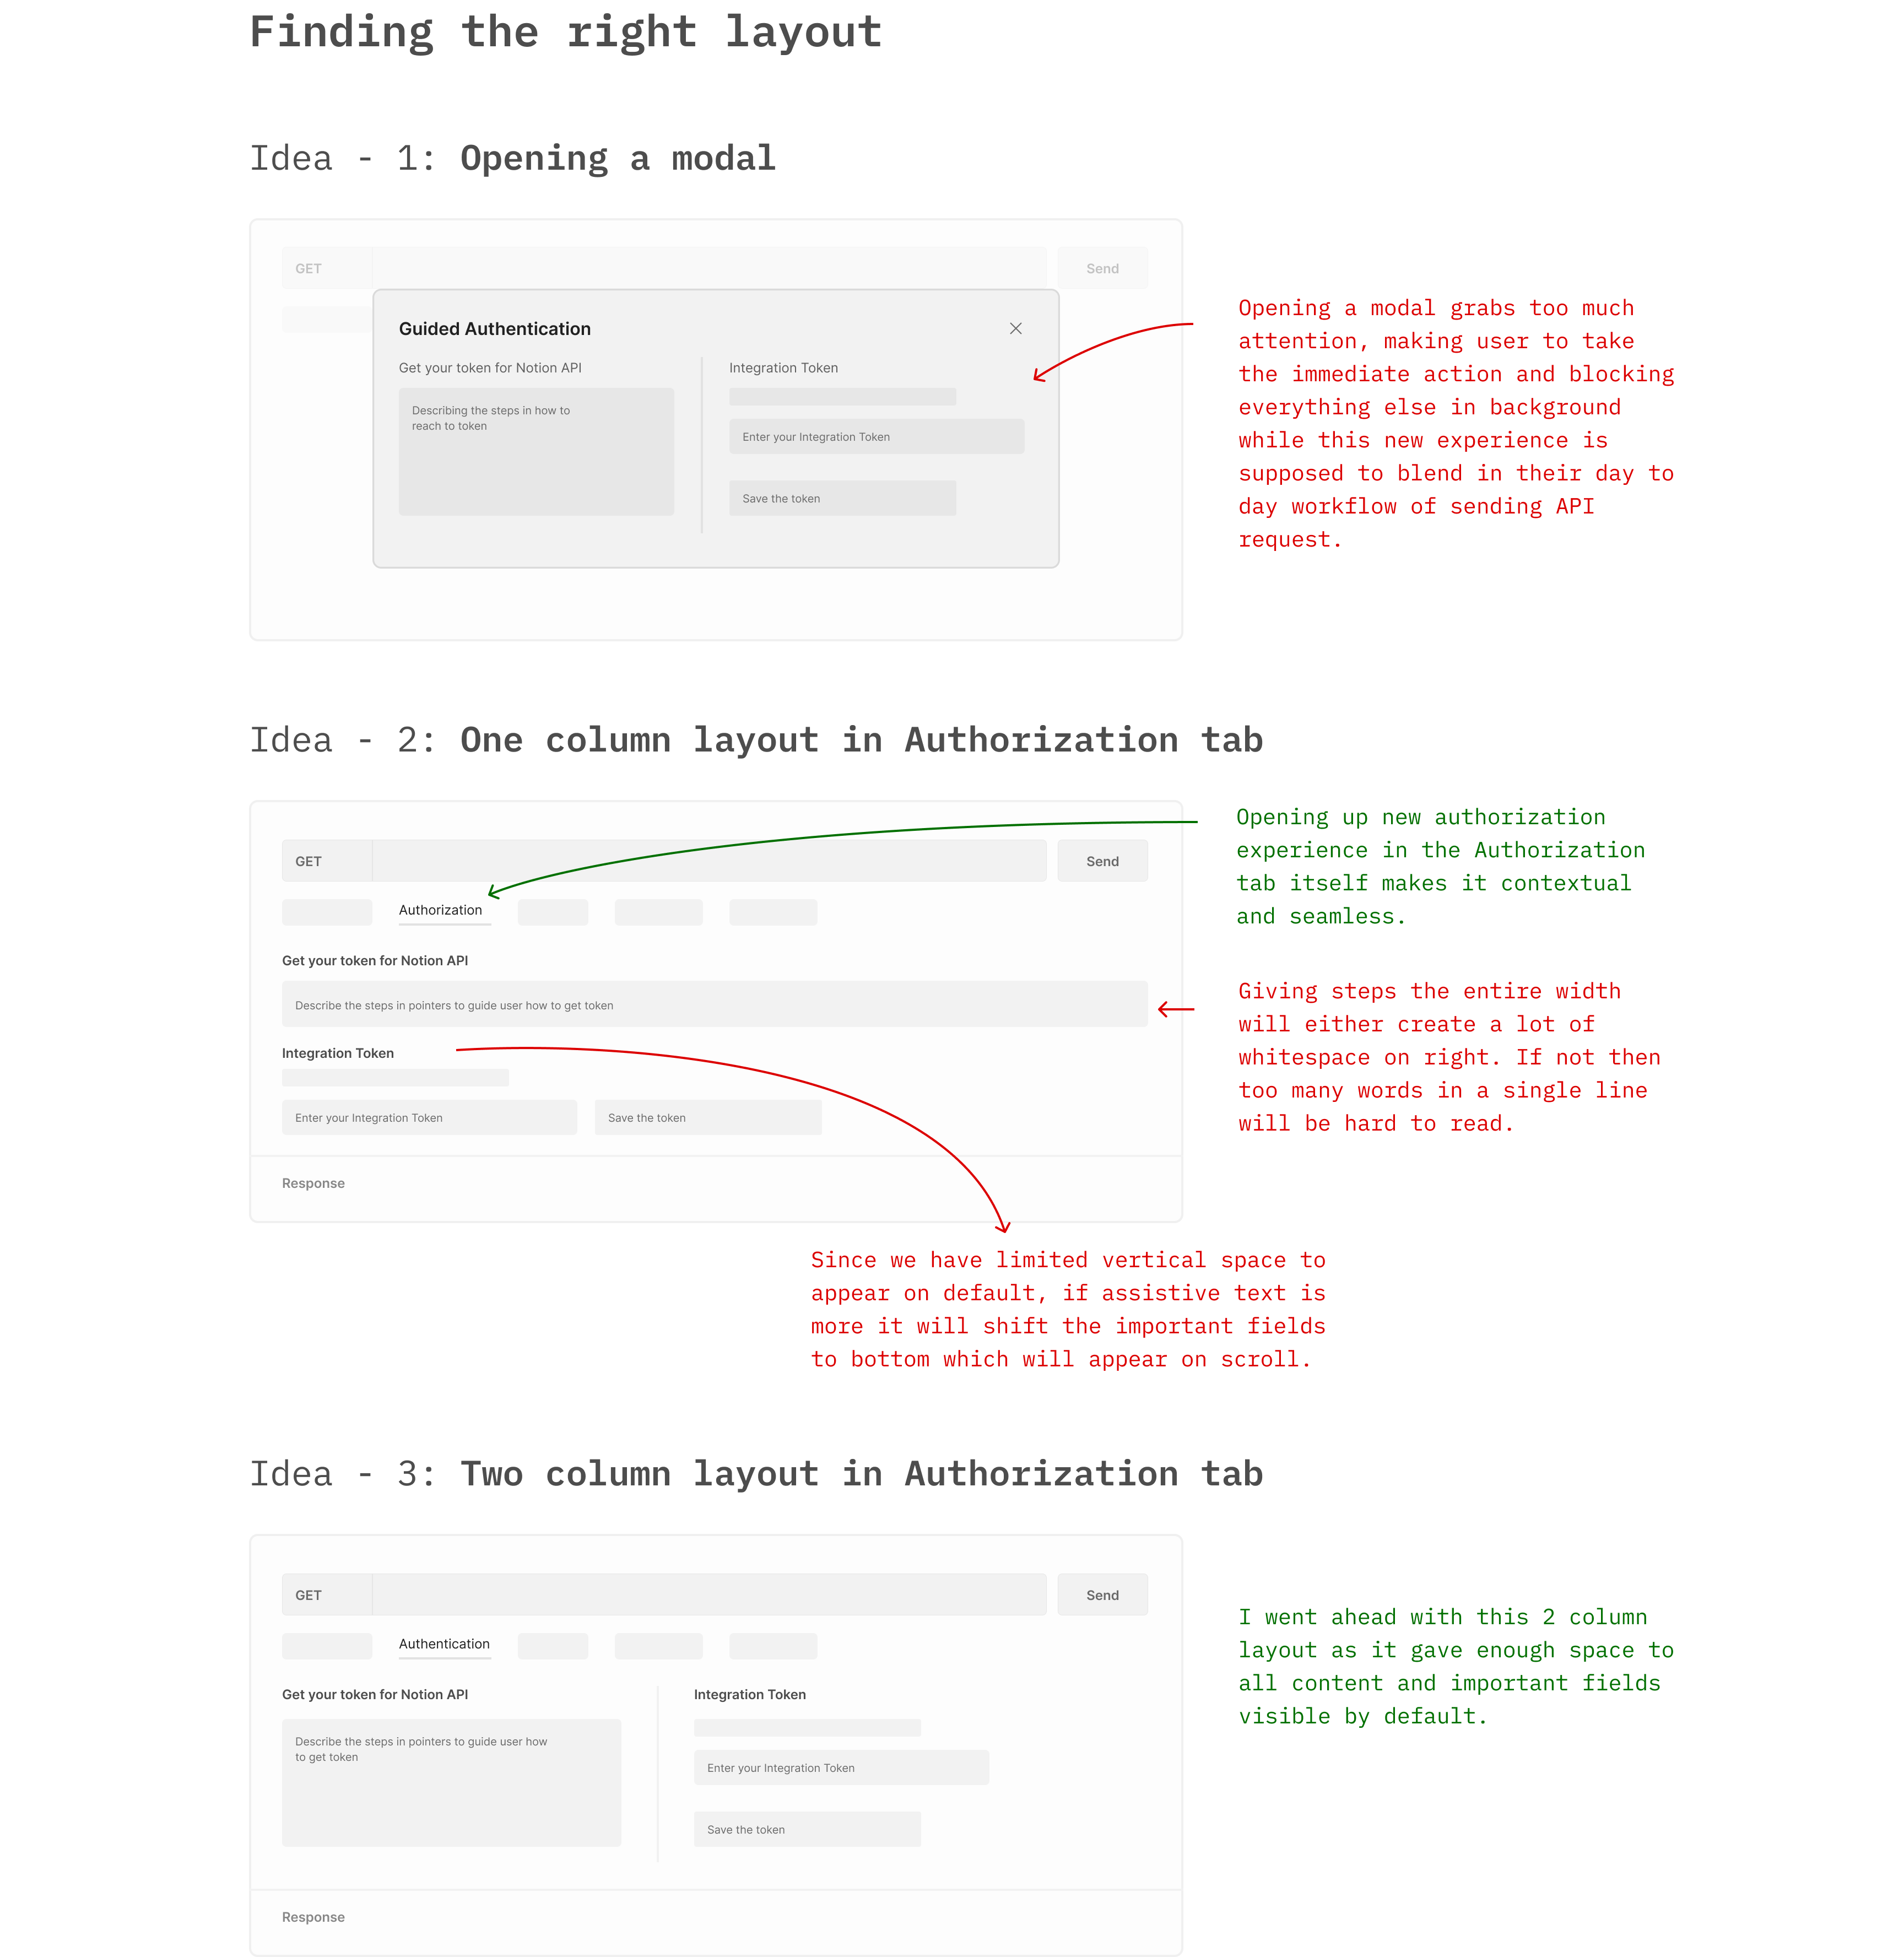 Finding the right layout
Idea - 1: Opening a modal
GET
Send
Guided Authentication
Get your token for Notion API
Describing the steps in how to
reach to token
Integration Token
Enter your Integration Token
Save the token
Opening a modal grabs too much
attention, making user to take
the immediate action and blocking
everything else in background
while this new experience is
supposed to blend in their day to
day workflow of sending API
request.
Idea - 2: One column layout in Authorization tab
GET
Send
Authorization
Get your token for Notion API
Describe the steps in pointers to guide user how to get token
Integration Token
Enter your Integration Token
Save the token
Response
Opening up new authorization
experience in the Authorization
tab itself makes it contextual
and seamless.
Giving steps the entire width
will either create a lot of
whitespace on right. If not then
too many words in a single line
will be hard to read.
Since we have limited vertical space to
appear on default, if assistive text is
more it will shift the important fields
to bottom which will appear on scroll.
Idea - 3: Two column layout in Authorization tab
GET
Send
Authentication
Get your token for Notion API
Describe the steps in pointers to guide user how
to get token
Integration Token
Enter your Integration Token
Save the token
Response
I went ahead with this 2 column
layout as it gave enough space to
all content and important fields
visible by default.